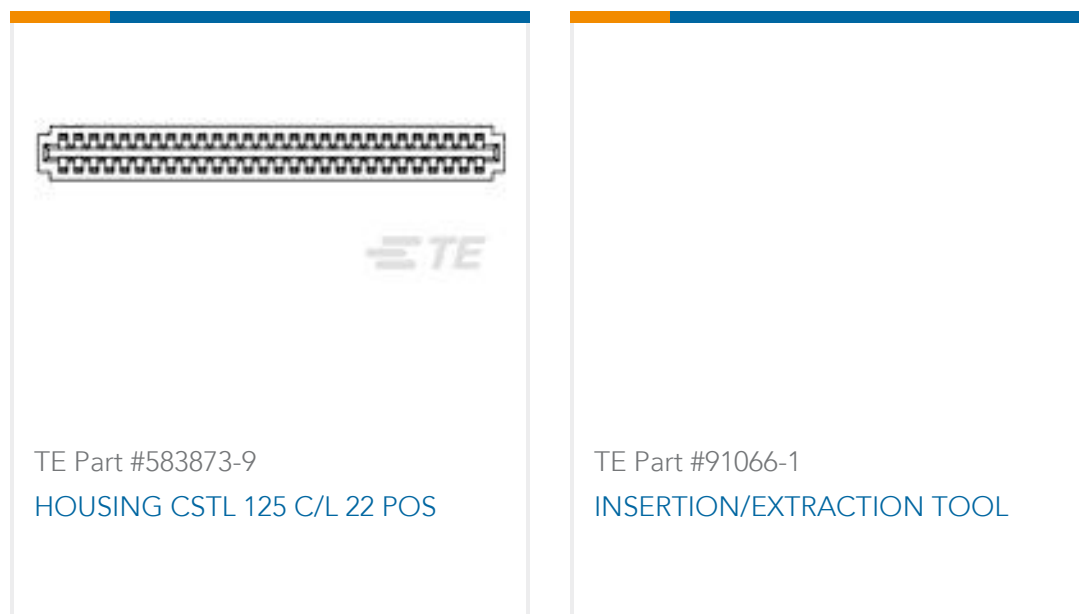 TE
TE Part #583873-9
HOUSING CSTL 125 C/L 22 POS
TE Part #91066-1
INSERTION/EXTRACTION TOOL